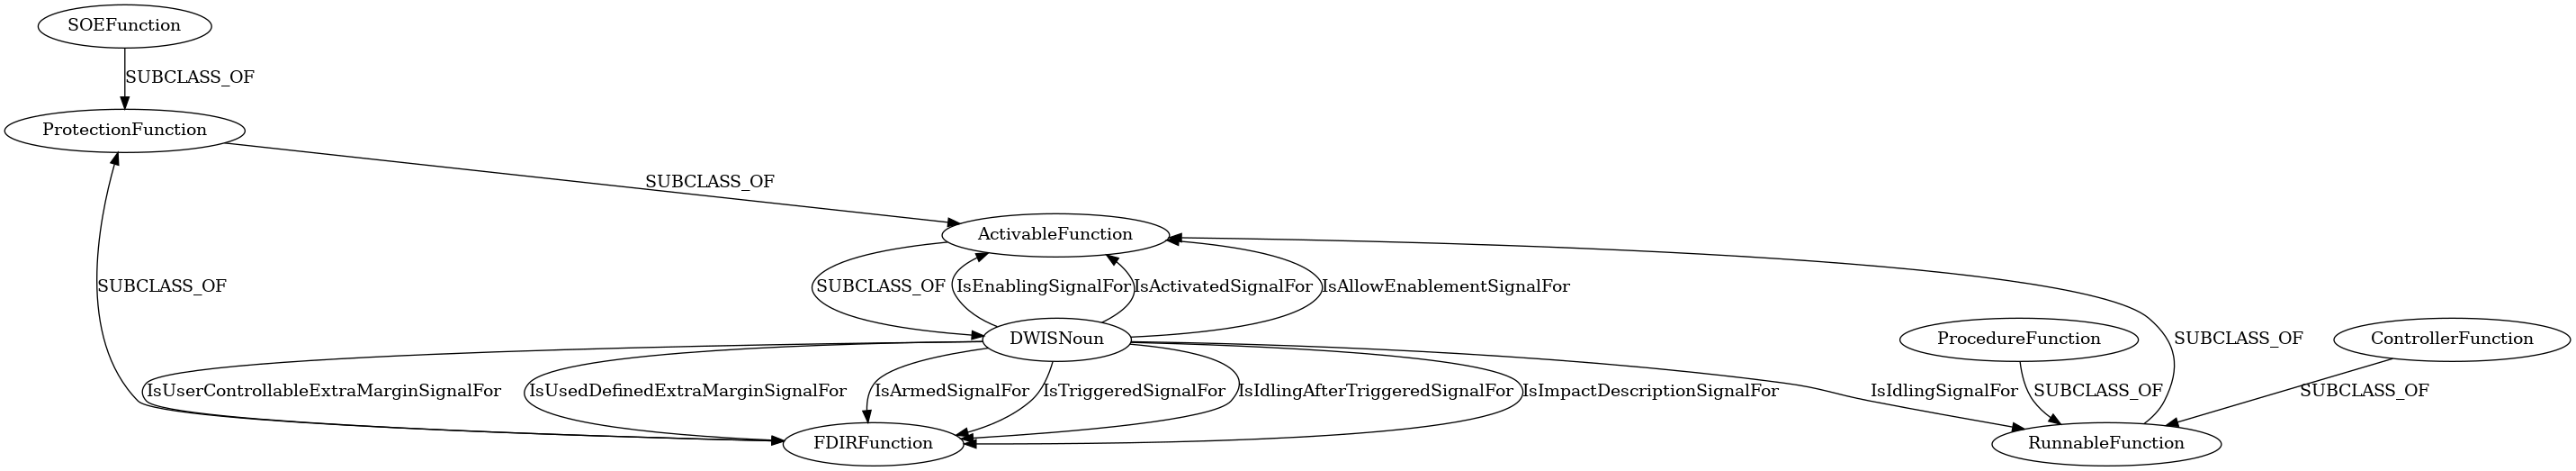 SOEFunction
SUBCLASS_OF
ProtectionFunction
SUBCLASS_OF
ActivableFunction
SUBCLASS_OF
SUBCLASS_OF
IsEnablingSignalFor
IsActivatedSignalFor
IsAllowEnablementSignalFor
SUBCLASS_OF
DWISNoun
ProcedureFunction
ControllerFunction
IsUserControllableExtraMarginSignalFor
IsUsedDefinedExtraMarginSignalFor
IsArmedSignalFor
IsTriggeredSignalFor
IsIdlingAfterTriggeredSignalFor
IsImpactDescriptionSignalFor
IsIdlingSignalFor
SUBCLASS_OF
SUBCLASS_OF
FDIRFunction
RunnableFunction